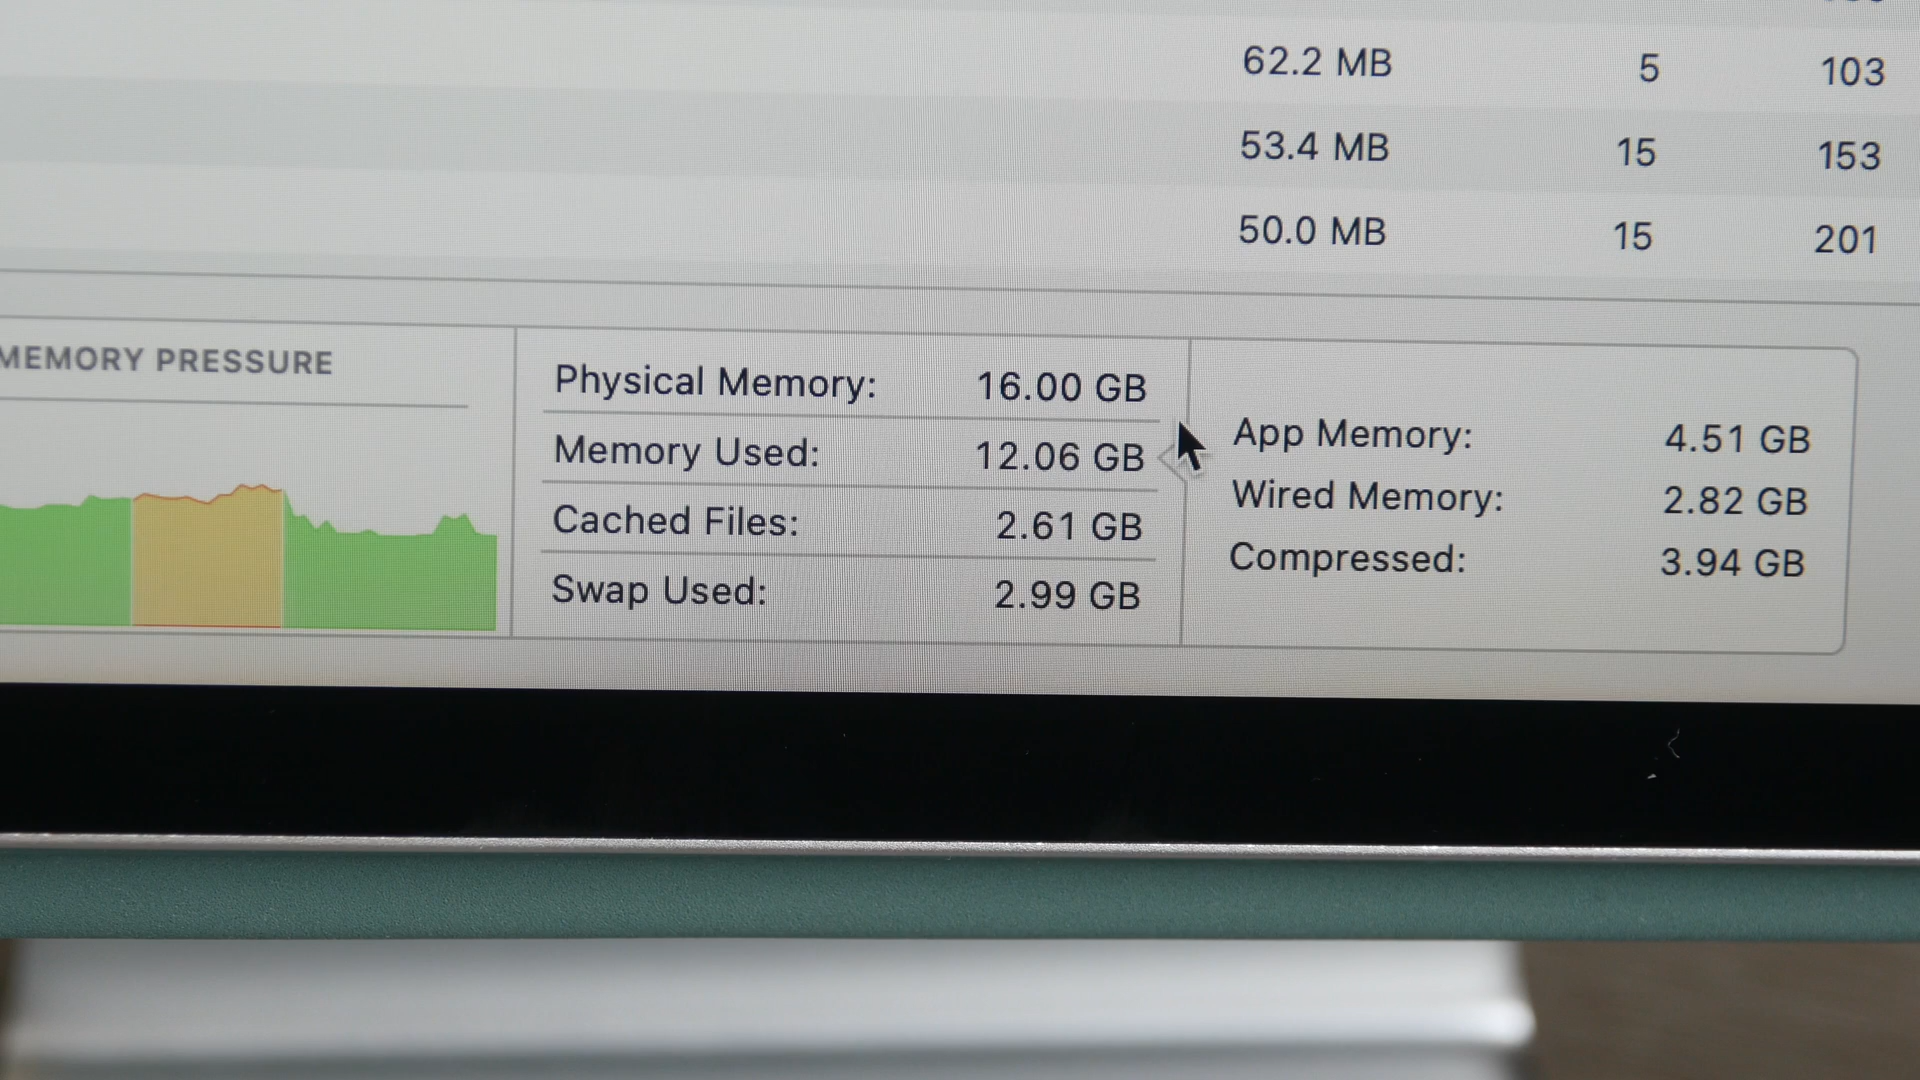 62.2 MB 5 103
53.4 MB 15 153
50.0 MB 15 201
MEMORY PRESSURE
Physical Memory: 16.00 GB
Memory Used: 12.06 GB
Cached Files: 2.61 GB
Swap Used: 2.99 GB
App Memory: 4.51 GB
Wired Memory: 2.82 GB
Compressed: 3.94 GB